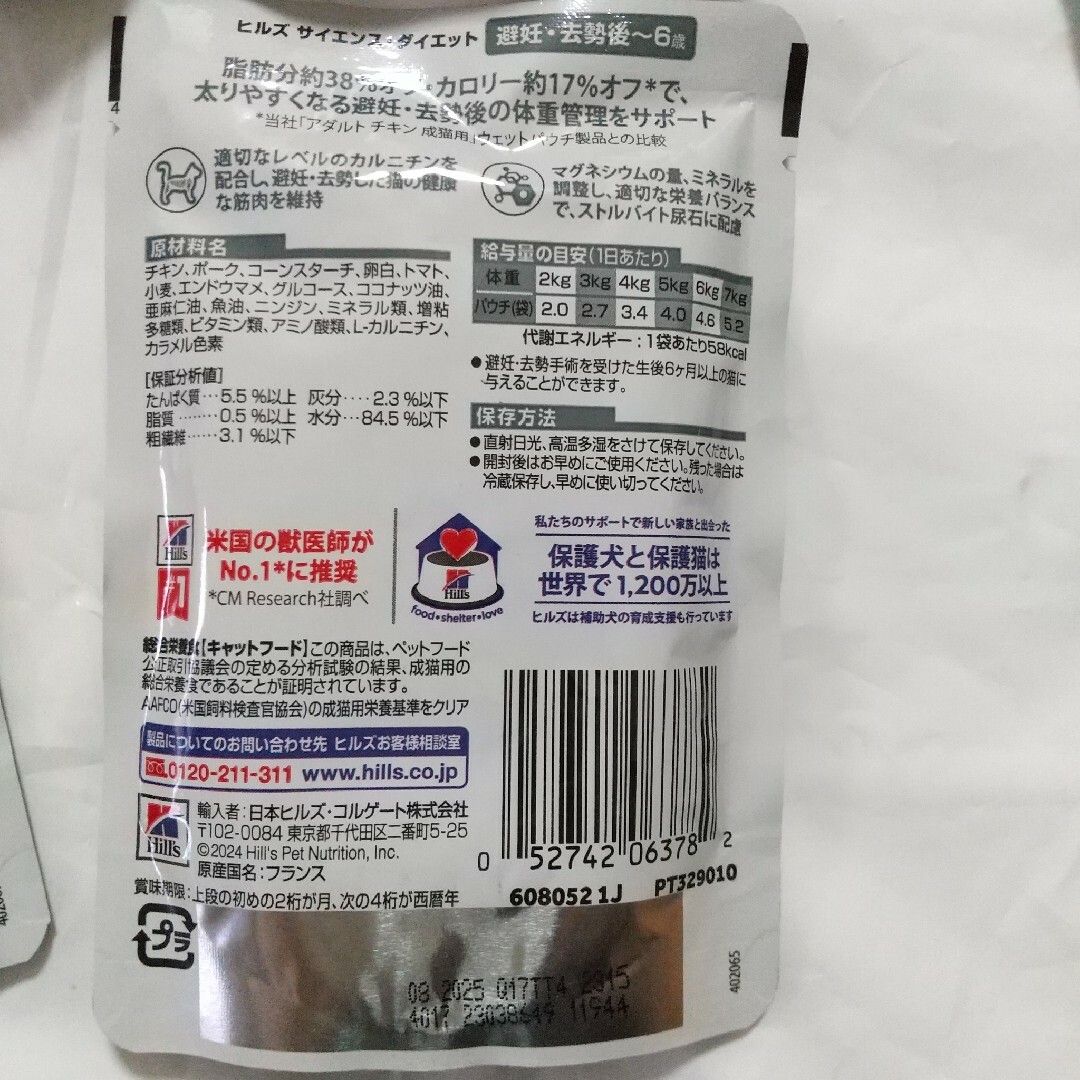 ヒルズ サイエンス・ダイエット 避妊・去勢後~6歳
脂肪分約38%オフ、カロリー約17%オフ*で、
太りやすくなる避妊・去勢後の体重管理をサポート
*当社「アダルト チキン 成猫用」ウェットパウチ製品との比較
適切なレベルのカルニチンを
配合し、避妊・去勢した猫の健康
な筋肉を維持
マグネシウムの量、ミネラルを
調整し、適切な栄養バランス
で、ストルバイト尿石に配慮
原材料名
チキン、ポーク、コーンスターチ、卵白、トマト、
小麦、エンドウマメ、グルコース、ココナッツ油、
亜麻仁油、魚油、ニンジン、ミネラル類、増粘
多糖類、ビタミン類、アミノ酸類、L-カルニチン、
カラメル色素
[保証分析値]
たんぱく質…5.5%以上 灰分‥‥2.3%以下
脂質………0.5%以上 水分…84.5%以下
粗繊維……3.1%以下
給与量の目安(1日あたり)
体重 2kg 3kg 4kg 5kg 6kg 7kg
パウチ(袋) 2.0 2.7 3.4 4.0 4.6 5.2
代謝エネルギー:1袋あたり58kcal
●避妊・去勢手術を受けた生後6ヶ月以上の猫に
与えることができます。
保存方法
●直射日光、高温多湿をさけて保存してください。
●開封後はお早めにご使用ください。残った場合は
冷蔵保存し、早めに使い切ってください。
Hill's
米国の獣医師が
No.1*に推奨
*CM Research社調べ
Hill's
food•shelter•love
私たちのサポートで新しい家族と出会った
保護犬と保護猫は
世界で1,200万以上
ヒルズは補助犬の育成支援も行っています
総合栄養食【キャットフード】この商品は、ペットフード
公正取引協議会の定める分析試験の結果、成猫用の
総合栄養食であることが証明されています。
AAFCO(米国飼料検査官協会)の成猫用栄養基準をクリア
製品についてのお問い合わせ先 ヒルズお客様相談室
0120-211-311 www.hills.co.jp
Hill's
輸入者:日本ヒルズ・コルゲート株式会社
〒102-0084 東京都千代田区二番町5-25
©2024 Hill's Pet Nutrition, Inc.
原産国名:フランス
賞味期限:上段の初めの2桁が月、次の4桁が西暦年
プラ
0 52742 06378 2
608052 1J PT329010
402065
08 2025 Q17TT4 2315
4017 23038649 11944
4